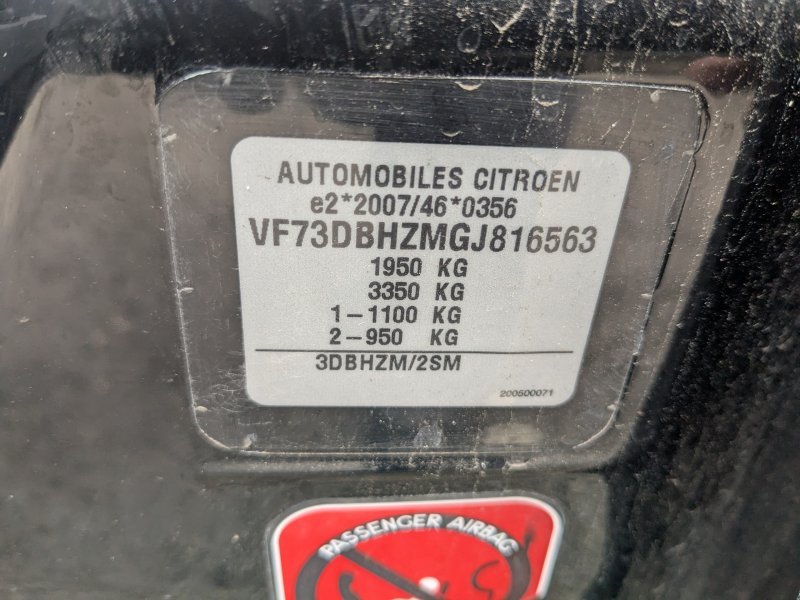 AUTOMOBILES CITROEN
e2*2007/46*0356
VF73DBHZMGJ816563
1950 KG
3350 KG
1-1100 KG
2-950 KG
3DBHZM/2SM
200500071
PASSENGER AIRBAG